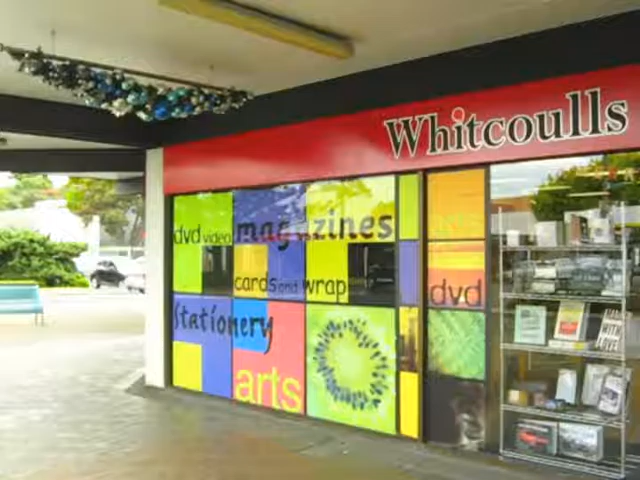 Whitcoulls
dvd video
magazines
cards and wrap
dvd
Stationery
arts